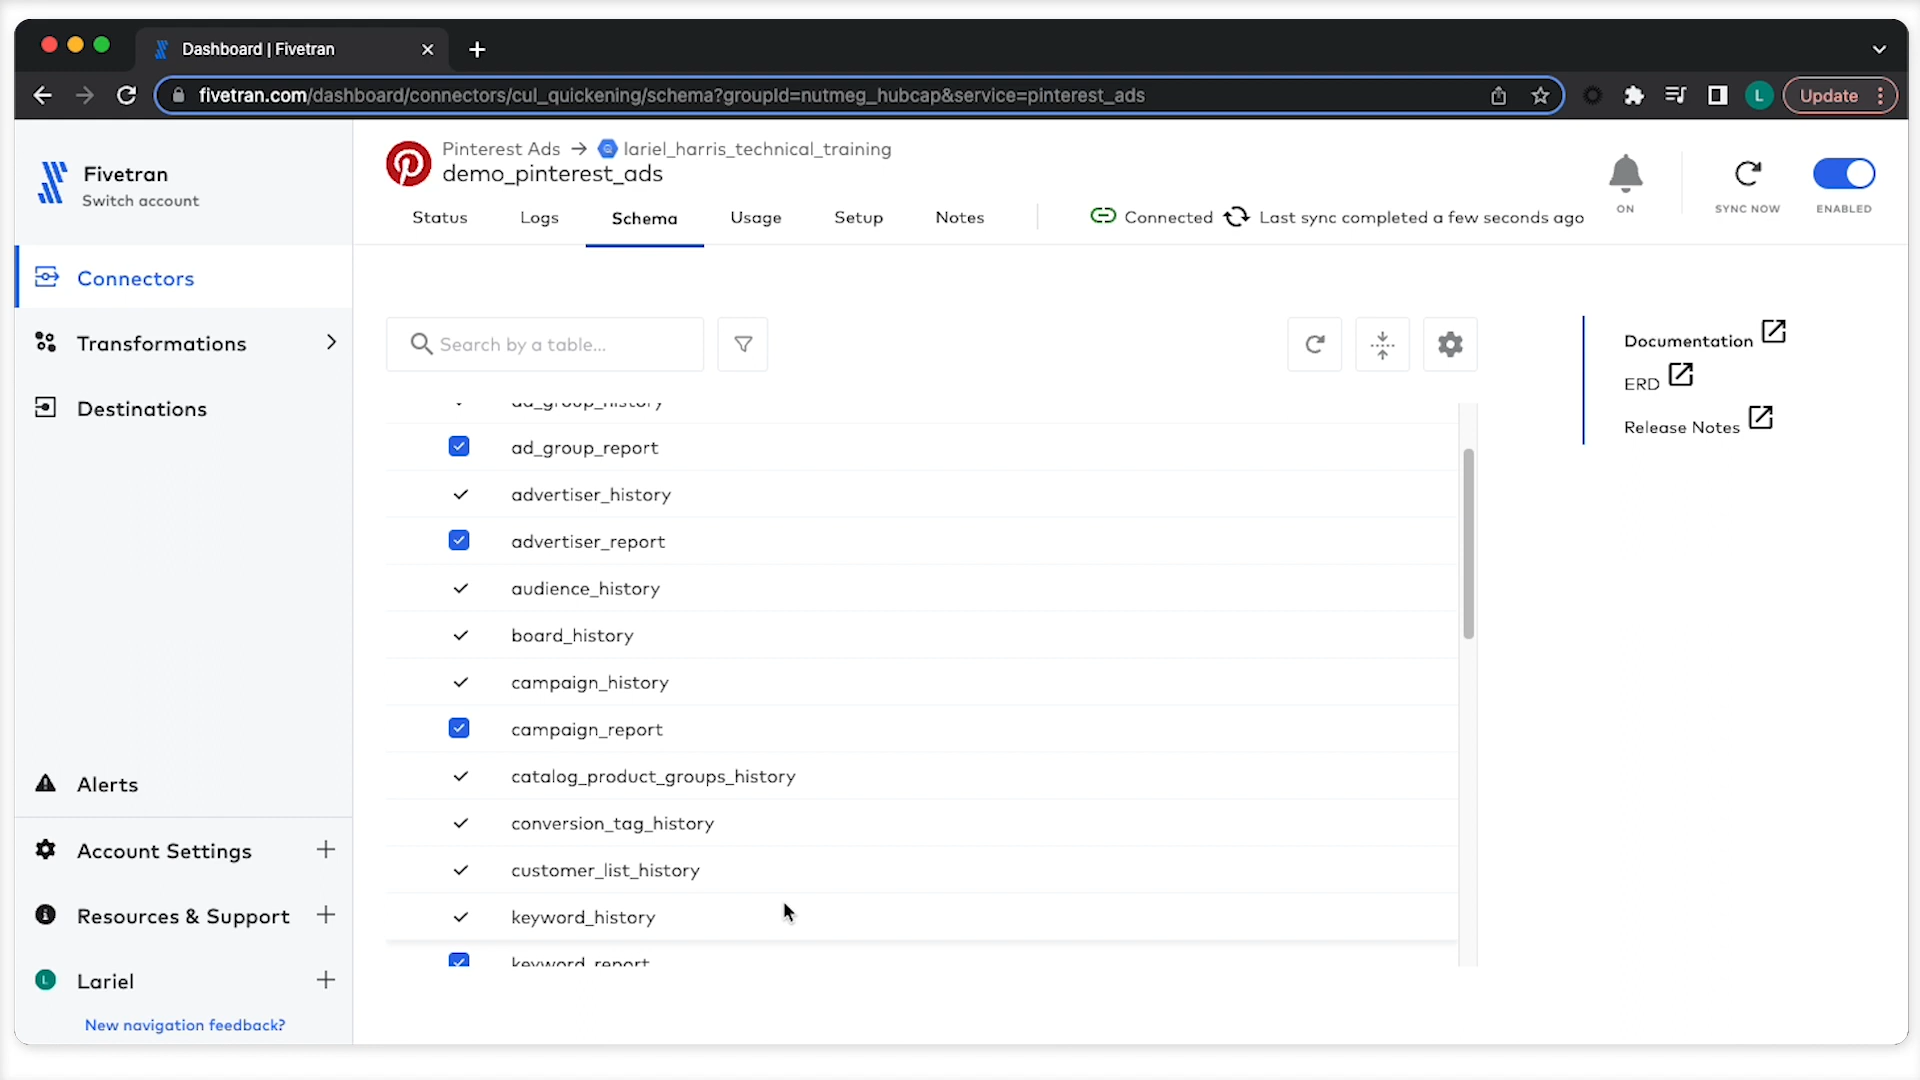 Dashboard | Fivetran
fivetran.com/dashboard/connectors/cul_quickening/schema?groupId=nutmeg_hubcap&service=pinterest_ads
L
Update
Fivetran
Switch account
Connectors
Transformations
Destinations
Alerts
Account Settings
Resources & Support
L
Lariel
New navigation feedback?
Pinterest Ads → lariel_harris_technical_training
demo_pinterest_ads
Status Logs Schema Usage Setup Notes
Connected Last sync completed a few seconds ago
ON
SYNC NOW
ENABLED
Search by a table...
ad_group_history
ad_group_report
advertiser_history
advertiser_report
audience_history
board_history
campaign_history
campaign_report
catalog_product_groups_history
conversion_tag_history
customer_list_history
keyword_history
keyword_report
Documentation
ERD
Release Notes